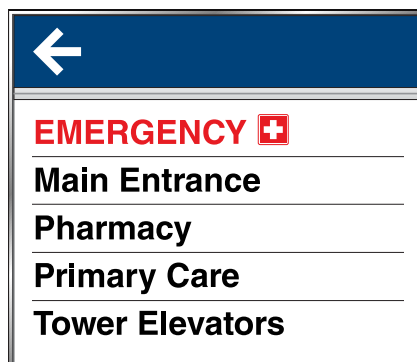 EMERGENCY
Main Entrance
Pharmacy
Primary Care
Tower Elevators